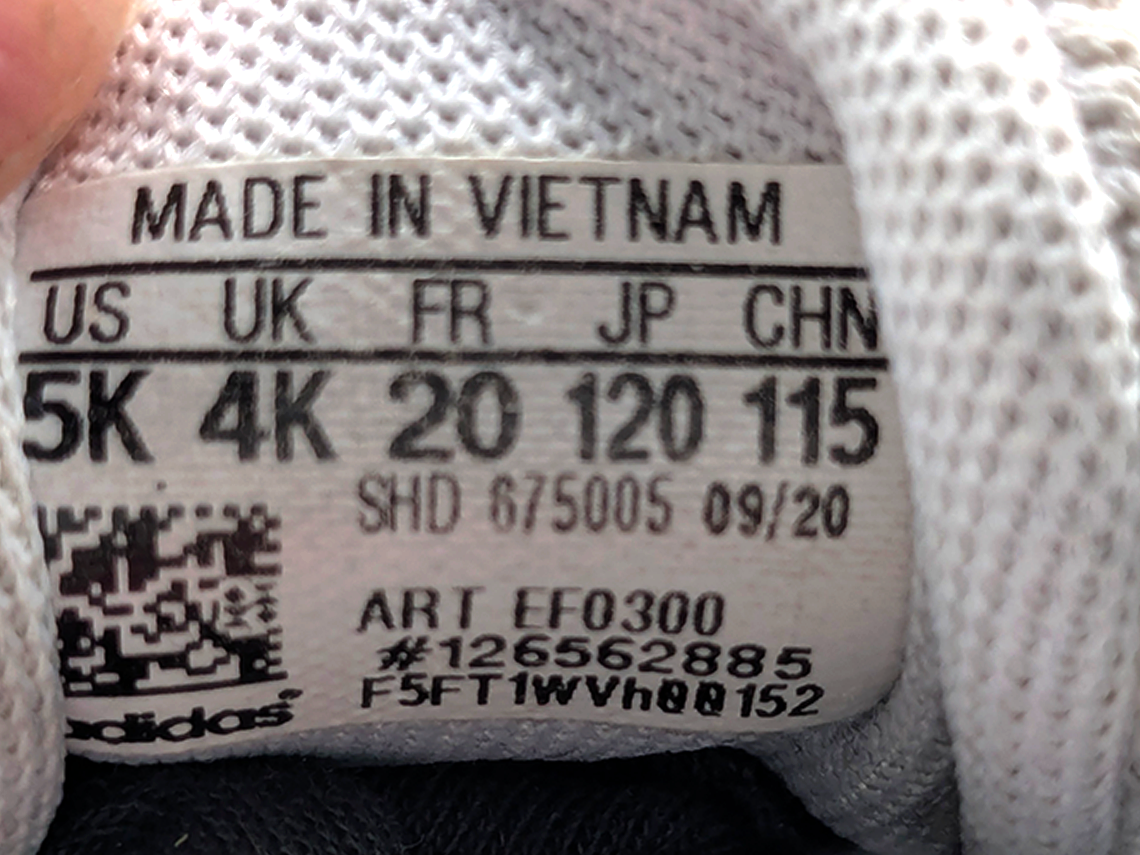 MADE IN VIETNAM
US UK FR JP CHN
5K 4K 20 120 115
SHD 675005 09/20
ART EF0300
#126562885
F5FT1WVh00152
adidas